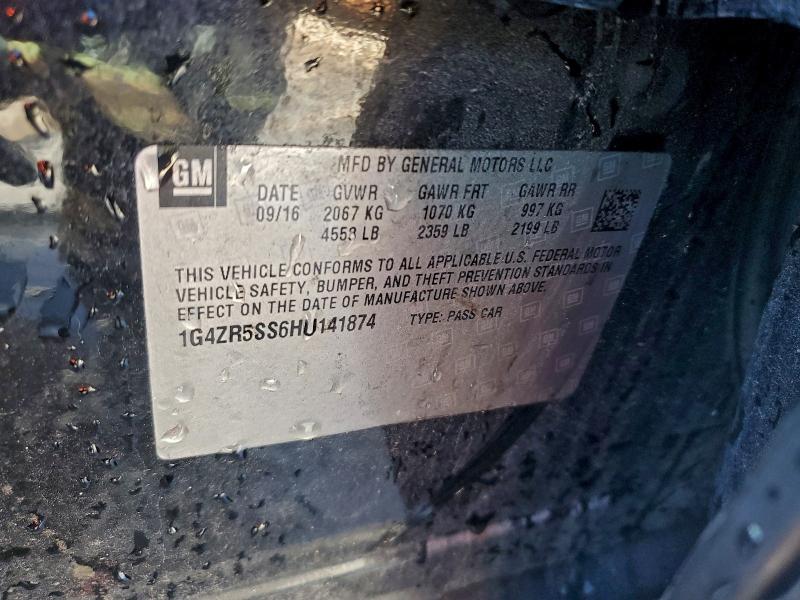 GM
MFD BY GENERAL MOTORS LLC
DATE GVWR GAWR FRT GAWR RR
09/16 2067 KG 1070 KG 997 KG
4553 LB 2359 LB 2199 LB
THIS VEHICLE CONFORMS TO ALL APPLICABLE U.S. FEDERAL MOTOR
VEHICLE SAFETY, BUMPER, AND THEFT PREVENTION STANDARDS IN
EFFECT ON THE DATE OF MANUFACTURE SHOWN ABOVE.
1G4ZR5SS6HU141874 TYPE: PASS CAR